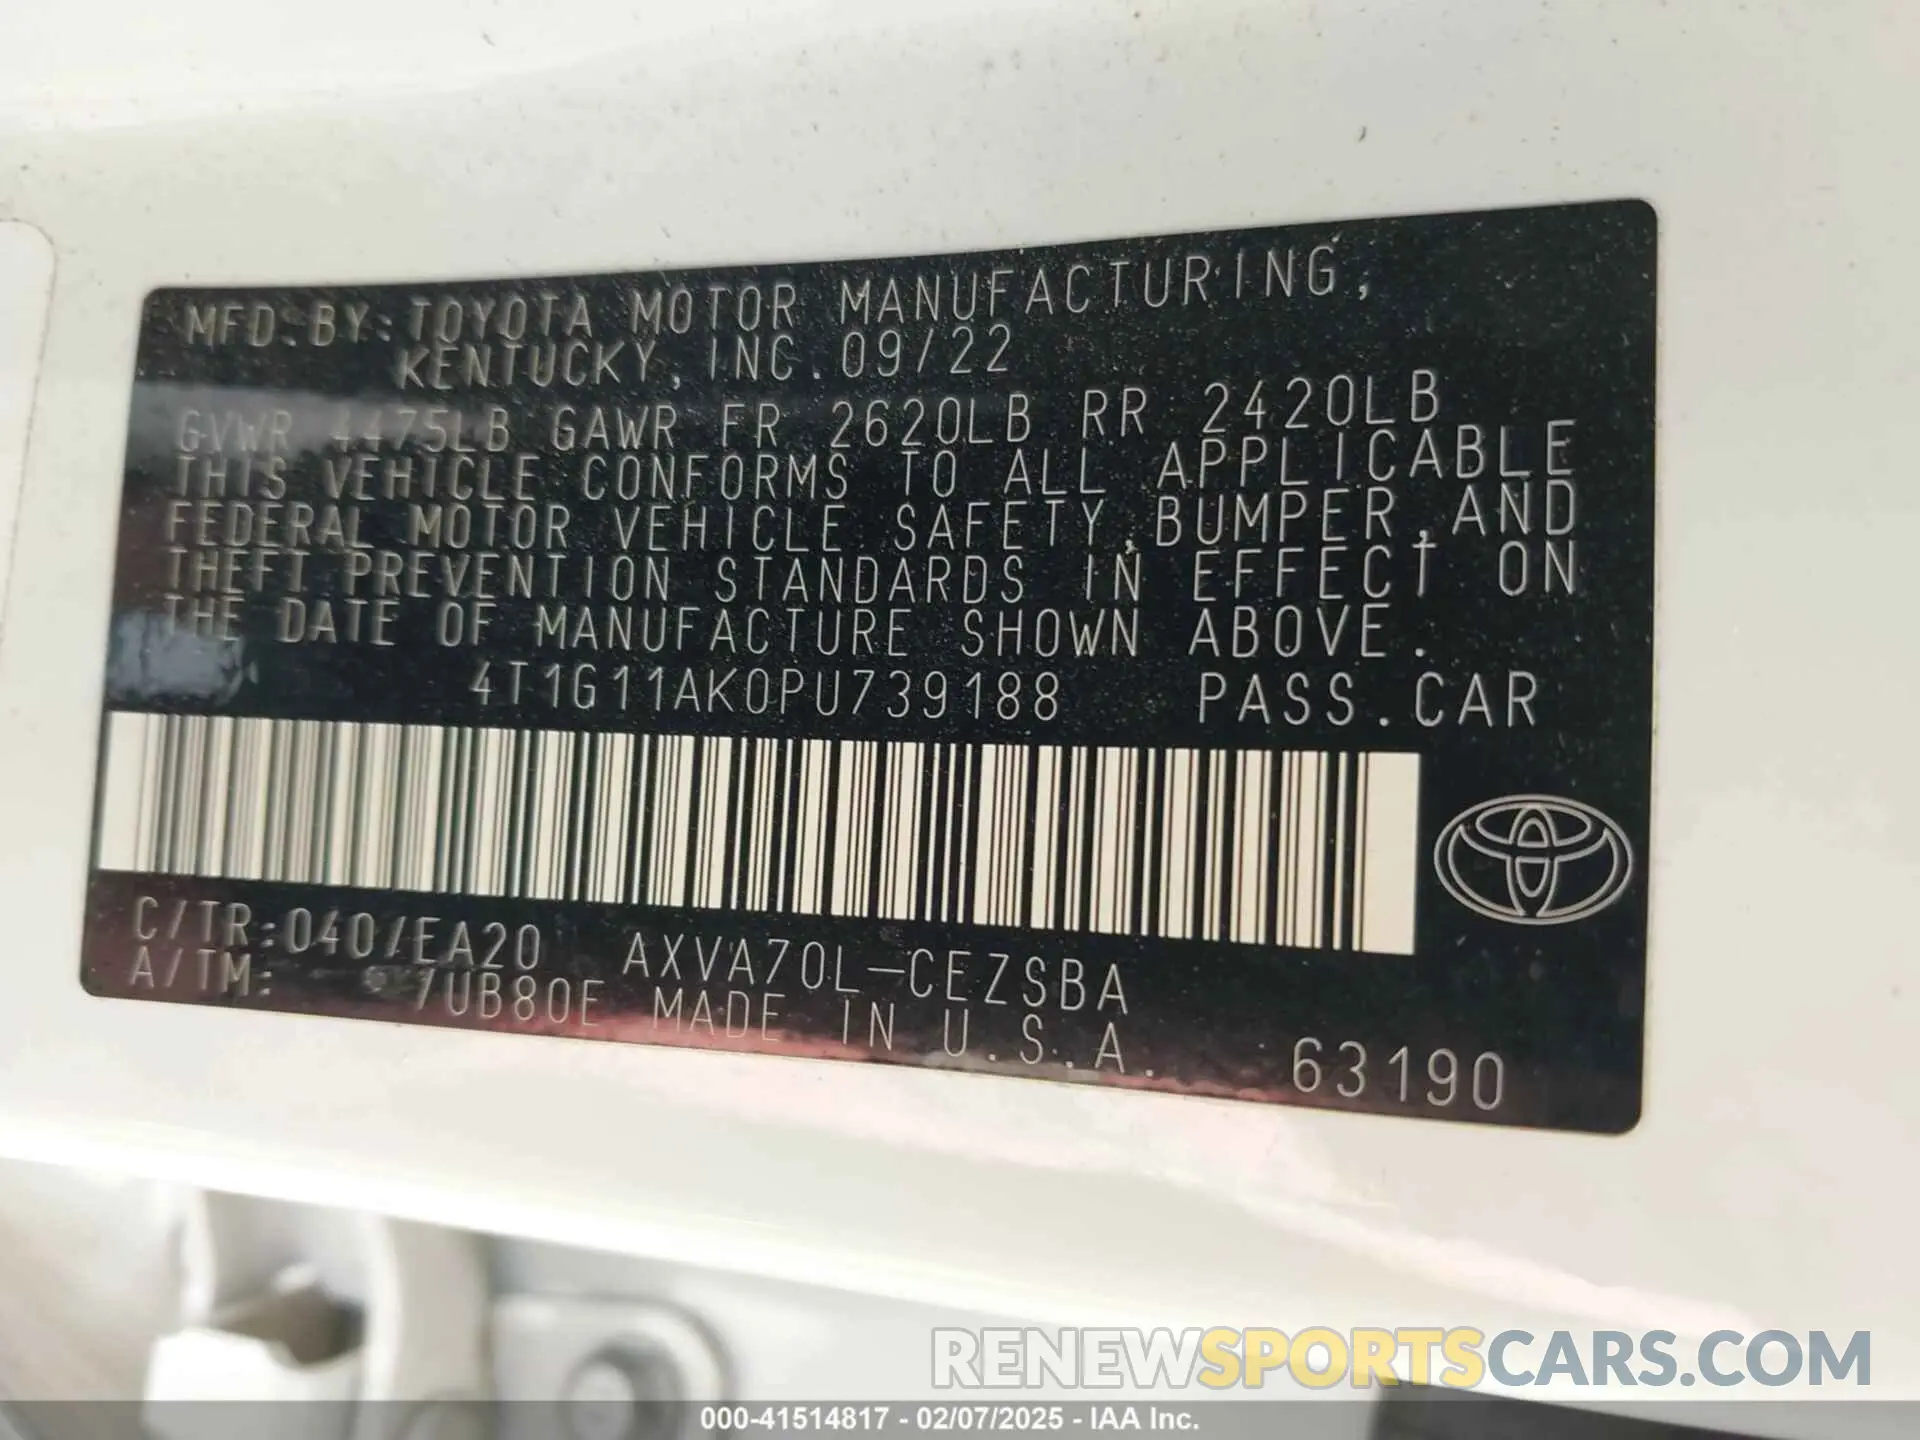 MFD.BY:TOYOTA MOTOR MANUFACTURING,
KENTUCKY, INC.09/22
GVWR 4475LB GAWR FR 2620LB RR 2420LB
THIS VEHICLE CONFORMS TO ALL APPLICABLE
FEDERAL MOTOR VEHICLE SAFETY,BUMPER,AND
THEFT PREVENTION STANDARDS IN EFFECT ON
THE DATE OF MANUFACTURE SHOWN ABOVE.
4T1G11AK0PU739188 PASS.CAR
C/TR:040/EA20 AXVA70L-CEZSBA
A/TM: /UB80E MADE IN U.S.A. 63190
RENEWSPORTSCARS.COM
000-41514817 - 02/07/2025 - IAA Inc.